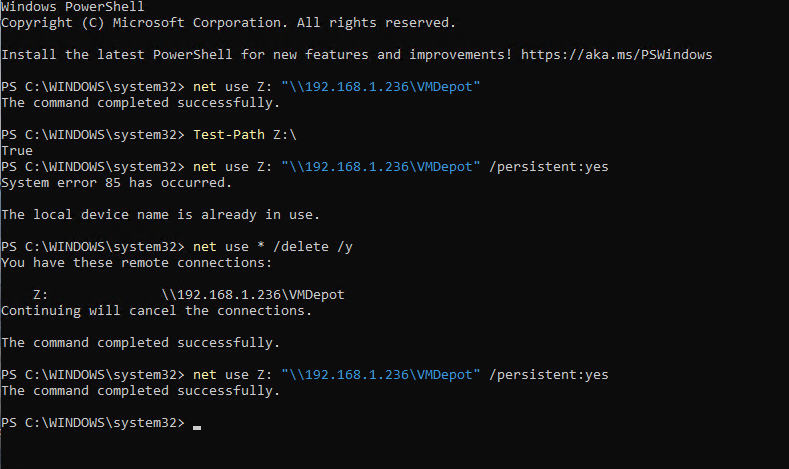 Windows PowerShell
Copyright (C) Microsoft Corporation. All rights reserved.
Install the latest PowerShell for new features and improvements! https://aka.ms/PSWindows
PS C:\WINDOWS\system32> net use Z: "\\192.168.1.236\VMDepot"
The command completed successfully.
PS C:\WINDOWS\system32> Test-Path Z:\
True
PS C:\WINDOWS\system32> net use Z: "\\192.168.1.236\VMDepot" /persistent:yes
System error 85 has occurred.
The local device name is already in use.
PS C:\WINDOWS\system32> net use * /delete /y
You have these remote connections:
Z: \\192.168.1.236\VMDepot
Continuing will cancel the connections.
The command completed successfully.
PS C:\WINDOWS\system32> net use Z: "\\192.168.1.236\VMDepot" /persistent:yes
The command completed successfully.
PS C:\WINDOWS\system32>